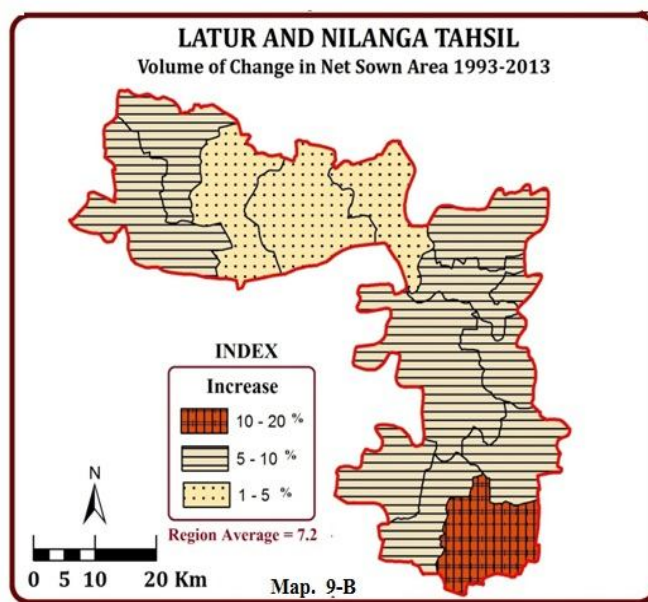 LATUR AND NILANGA TAHSIL
Volume of Change in Net Sown Area 1993-2013
INDEX
Increase
10 - 20 %
5 - 10 %
1 - 5 %
Region Average = 7.2
N
0 5 10 20 Km
Map. 9-B